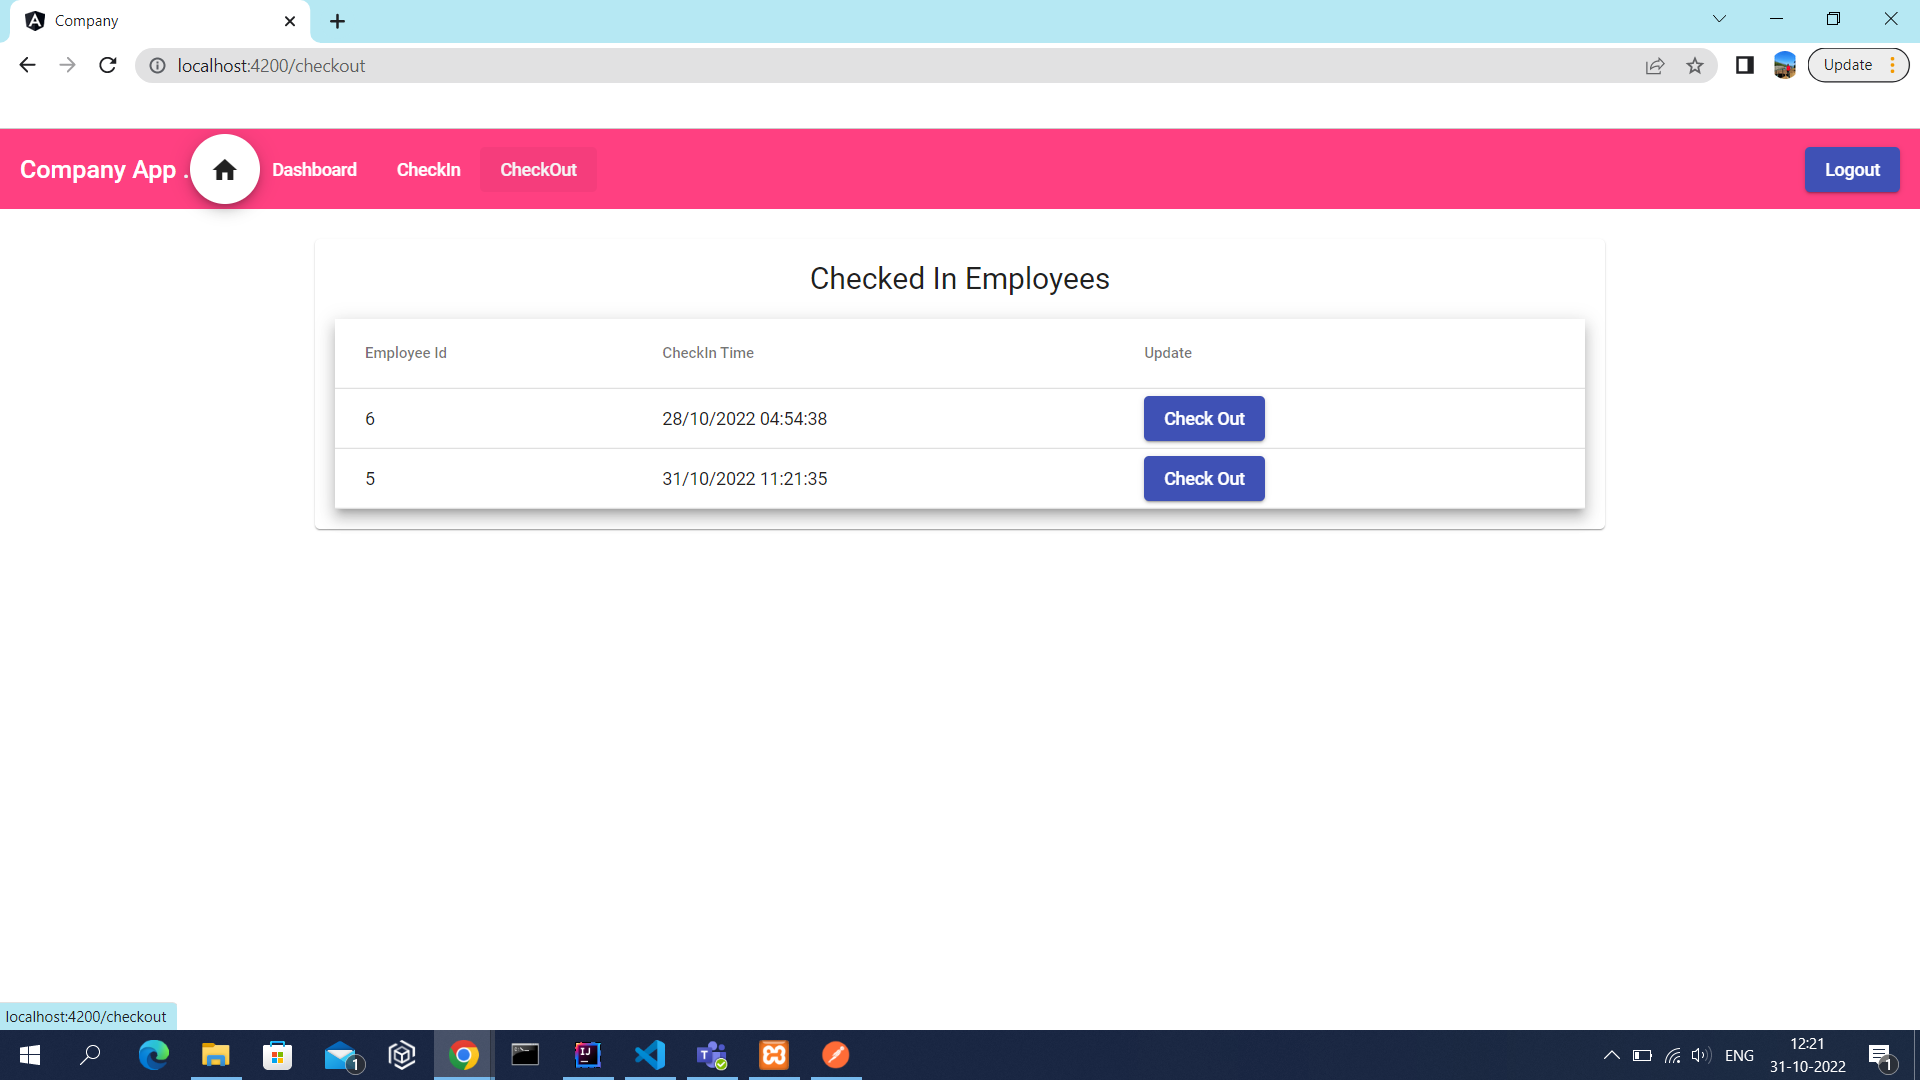 Company
localhost:4200/checkout
Update
Company App .
Dashboard
CheckIn
CheckOut
Logout
Checked In Employees
Employee Id
CheckIn Time
Update
6
28/10/2022 04:54:38
Check Out
5
31/10/2022 11:21:35
Check Out
localhost:4200/checkout
1
IJ
T
ENG
12:21
31-10-2022
1